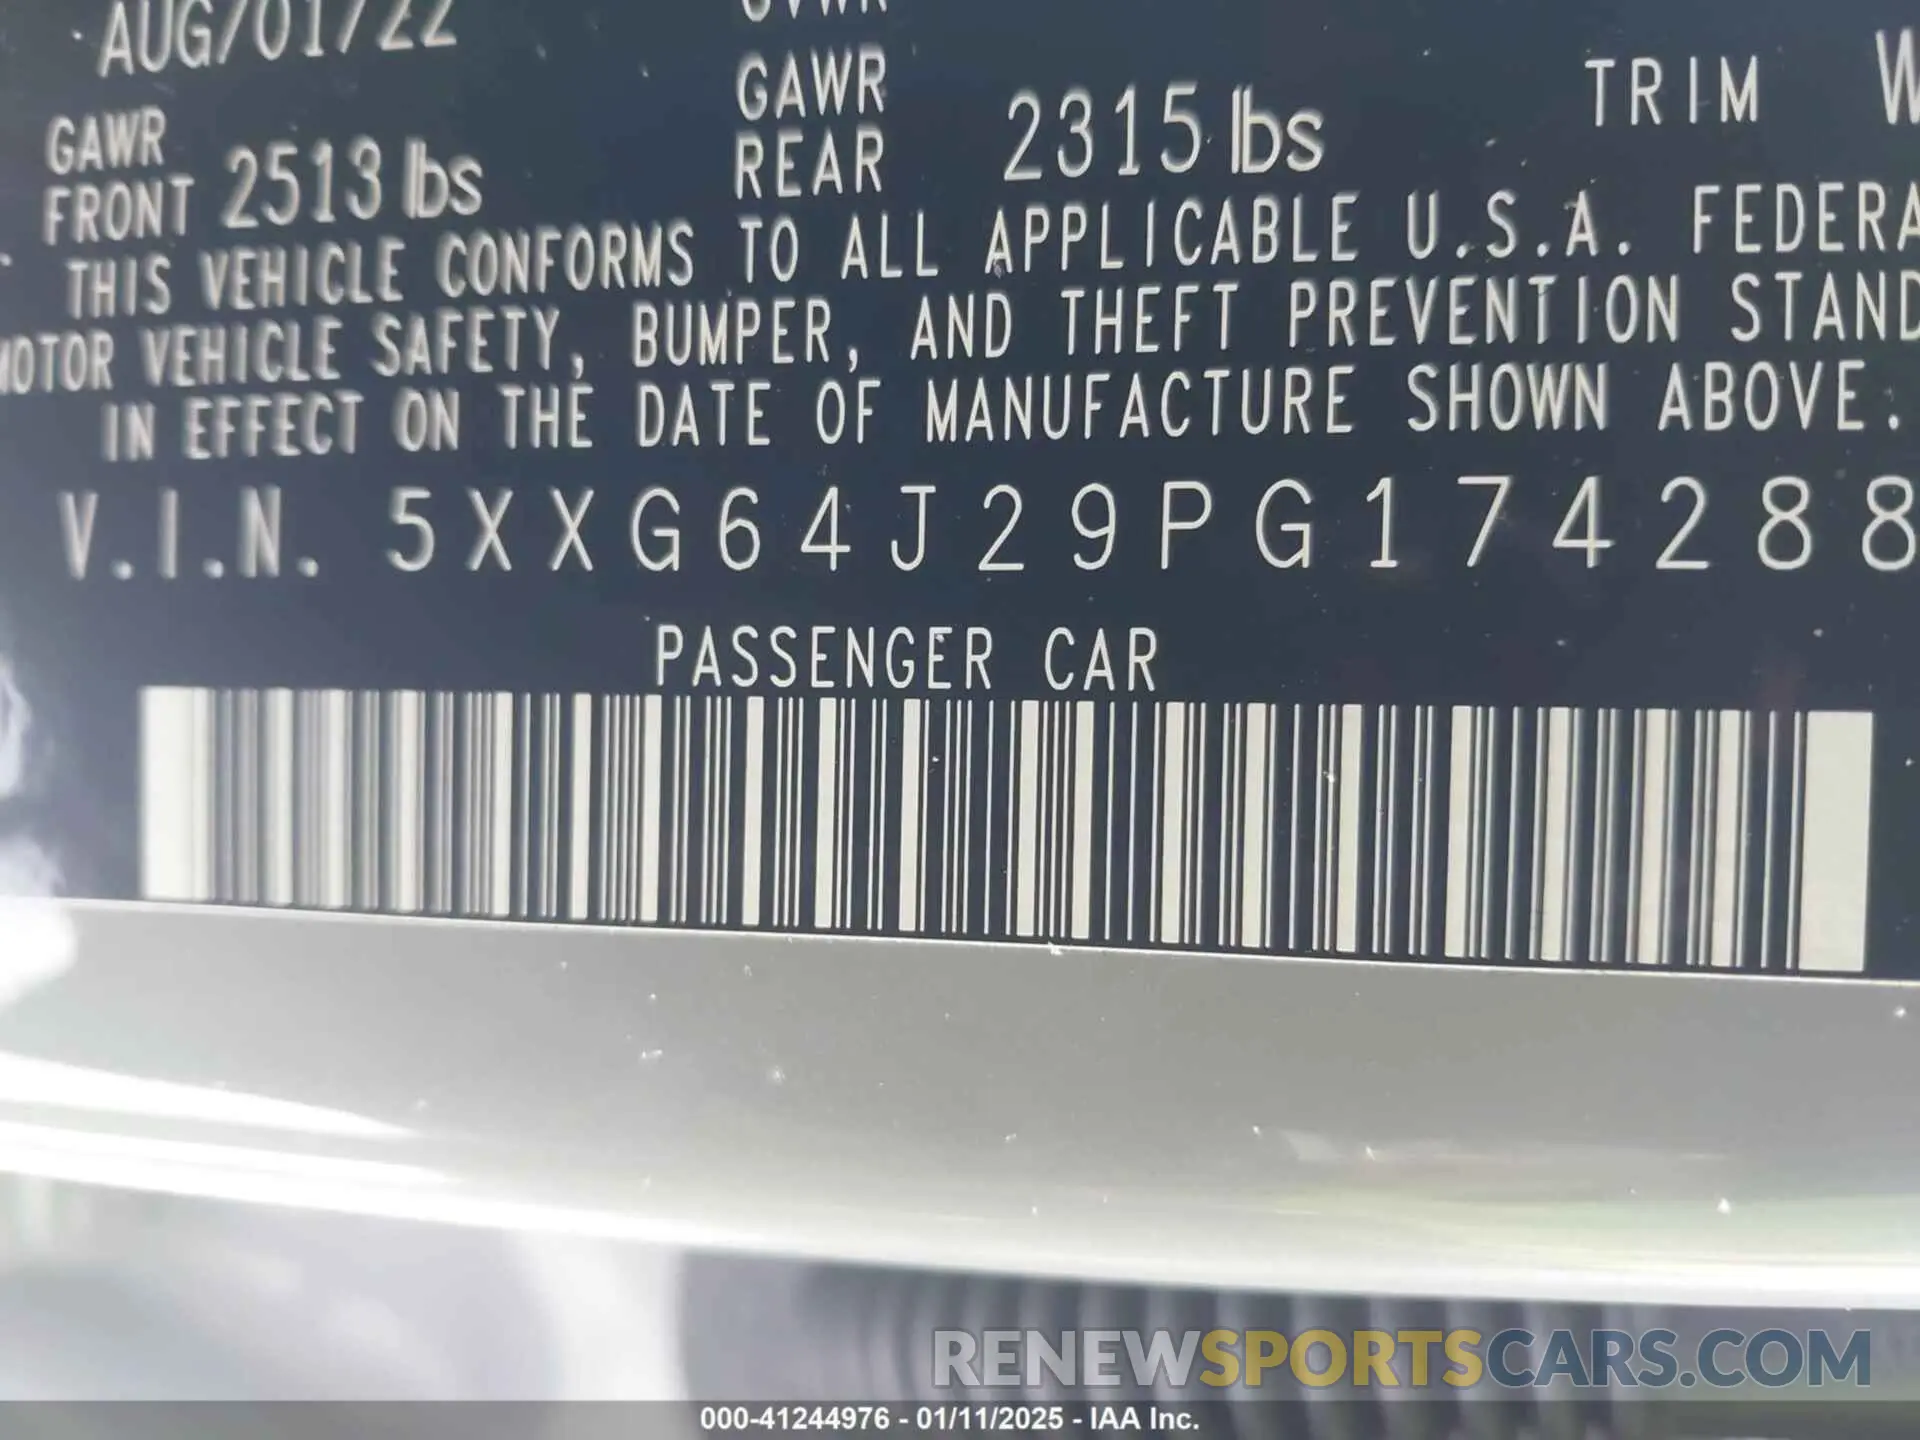 AUG/01/22 GVWR
GAWR FRONT 2513 lbs GAWR REAR 2315 lbs TRIM W
THIS VEHICLE CONFORMS TO ALL APPLICABLE U.S.A. FEDERA
MOTOR VEHICLE SAFETY, BUMPER, AND THEFT PREVENTION STAND
IN EFFECT ON THE DATE OF MANUFACTURE SHOWN ABOVE.
V.I.N. 5XXG64J29PG174288
PASSENGER CAR
RENEWSPORTSCARS.COM
000-41244976 - 01/11/2025 - IAA Inc.